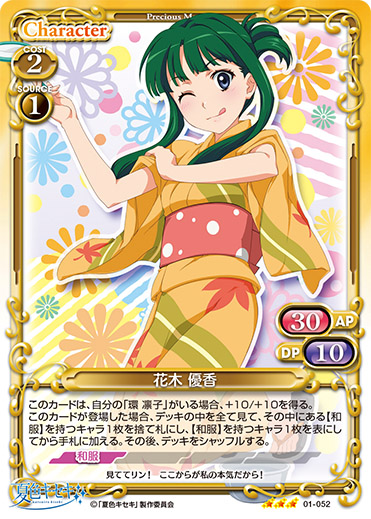 Precious M
Character
COST
2
SOURCE
1
30 AP
DP 10
花木 優香
このカードは、自分の「環 凛子」がいる場合、+10/+10を得る。
このカードが登場した場合、デッキの中を全て見て、その中にある【和
服】を持つキャラ1枚を捨て札にし、【和服】を持つキャラ1枚を表にし
てから手札に加える。その後、デッキをシャッフルする。
和服
見ててリン! ここからが私の本気だから!
夏色キセキ
©「夏色キセキ」製作委員会
01-052